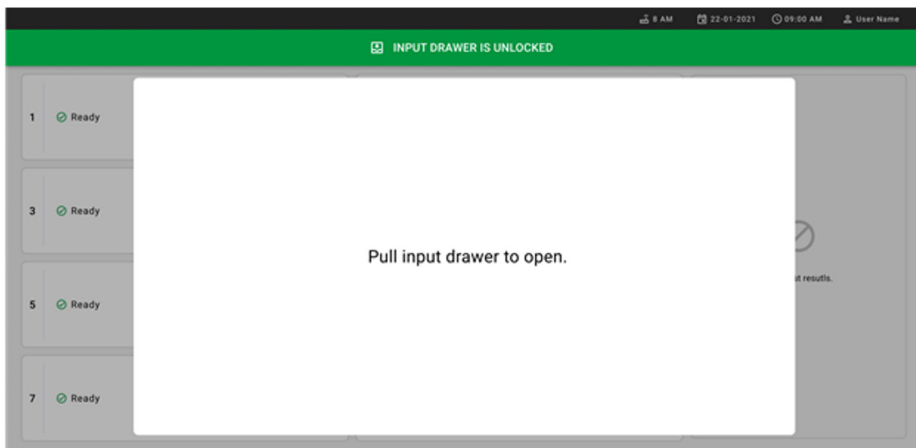 8 AM 22-01-2021 09:00 AM User Name
INPUT DRAWER IS UNLOCKED
1 Ready
3 Ready
Pull input drawer to open.
resutls.
5 Ready
7 Ready